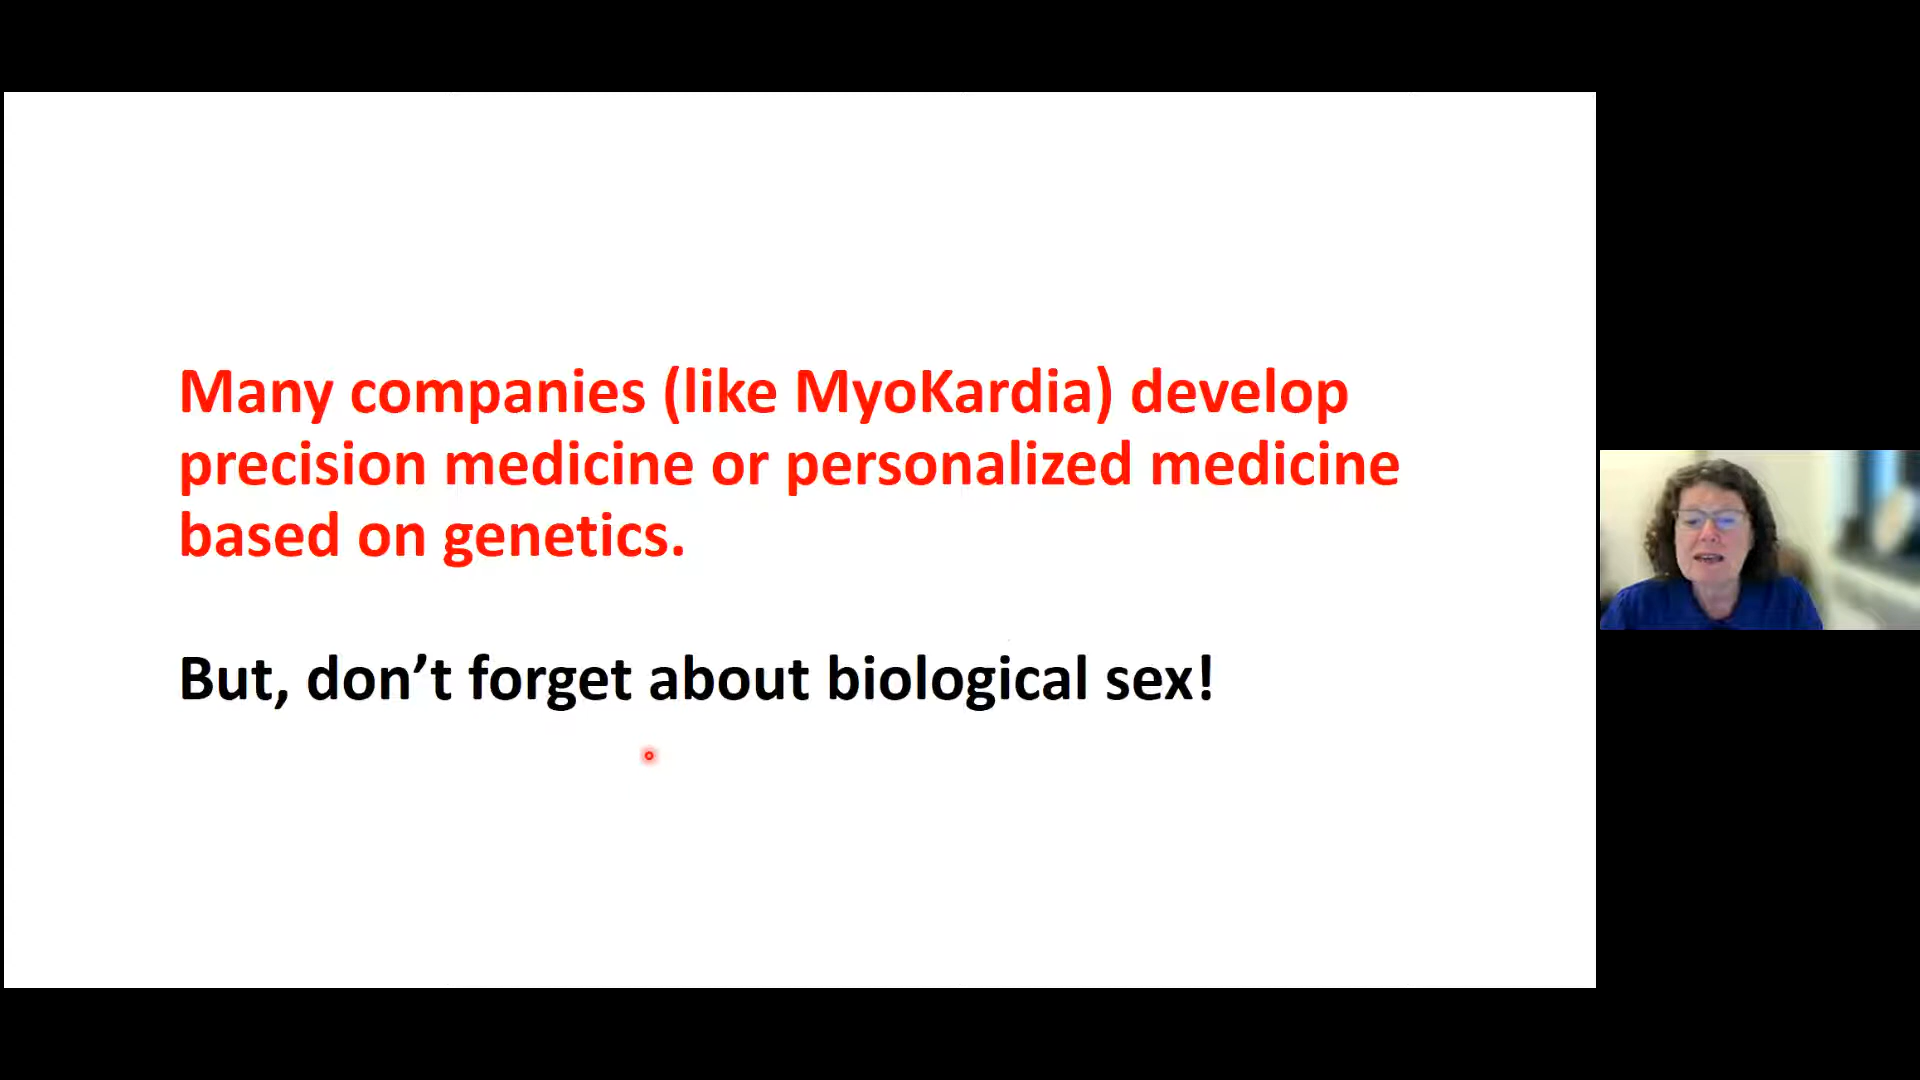 Many companies (like MyoKardia) develop
precision medicine or personalized medicine
based on genetics.
But, don’t forget about biological sex!